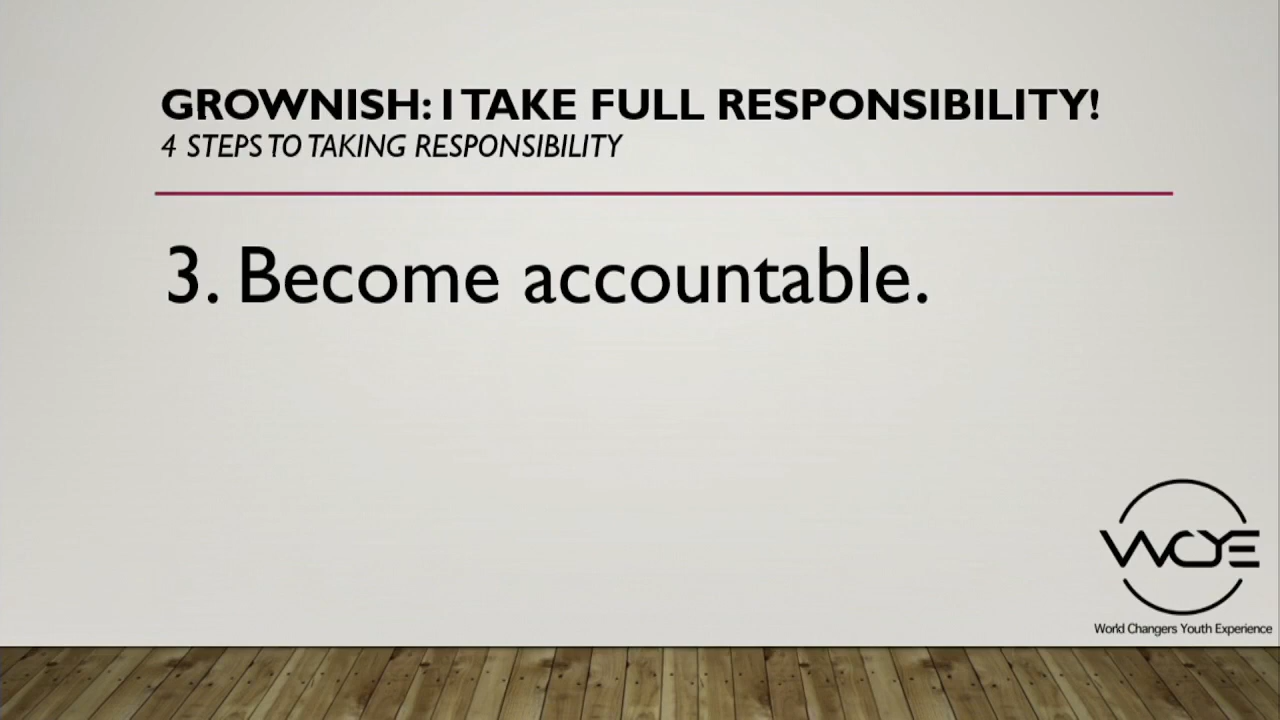 GROWNISH: I TAKE FULL RESPONSIBILITY!
4 STEPS TO TAKING RESPONSIBILITY
3. Become accountable.
WCYE
World Changers Youth Experience